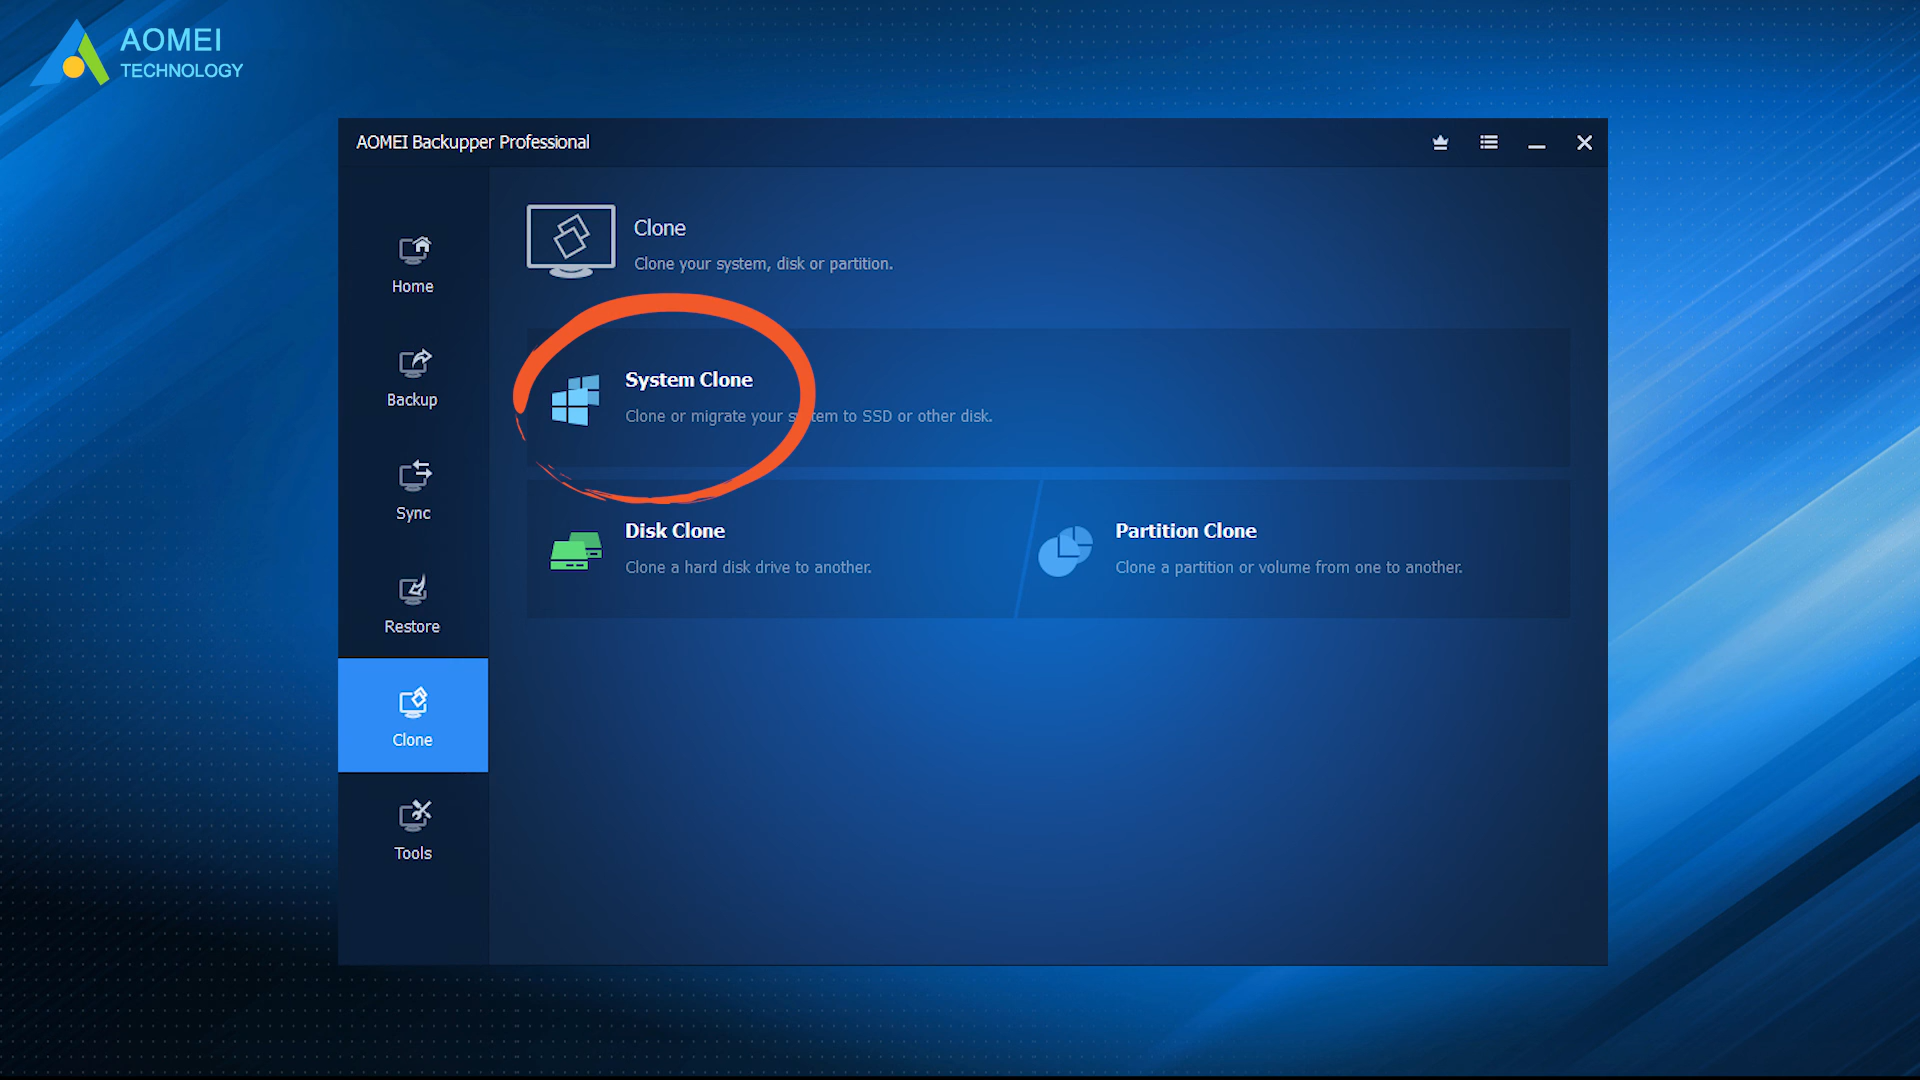 AOMEI
TECHNOLOGY
AOMEI Backupper Professional
Home
Backup
Sync
Restore
Clone
Tools
Clone
Clone your system, disk or partition.
System Clone
Clone or migrate your system to SSD or other disk.
Disk Clone
Clone a hard disk drive to another.
Partition Clone
Clone a partition or volume from one to another.